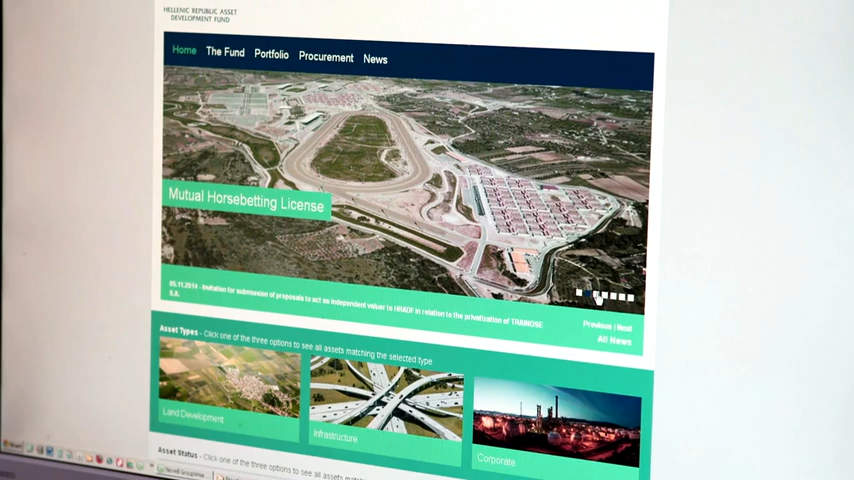 HELLENIC REPUBLIC ASSET
DEVELOPMENT FUND
Home The Fund Portfolio Procurement News
Mutual Horsebetting License
05.11.2014 - Invitation for submission of proposals to act as independent valuer to HRADF in relation to the privatization of TRAINOSE
S.A.
Previous | Next
All News
Asset Types - Click one of the three options to see all assets matching the selected type
Land Development
Infrastructure
Corporate
Asset Status - Click one of the three options to see all assets